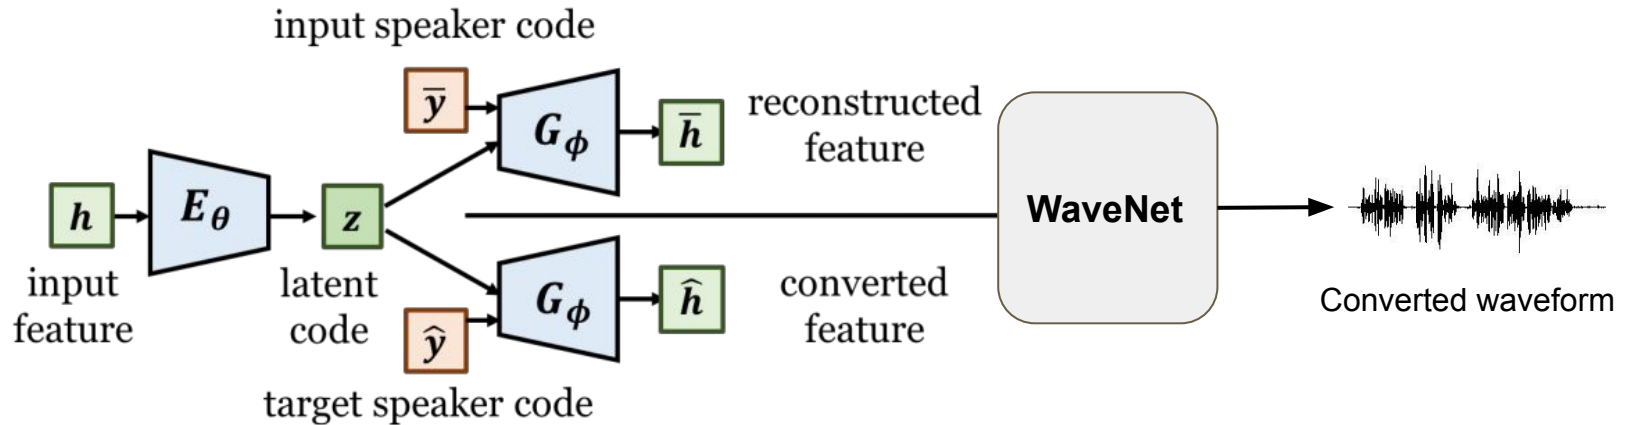 input speaker code
y̅
G_ϕ
h̅
reconstructed
feature
h
E_θ
z
WaveNet
input
feature
latent
code
ŷ
G_ϕ
ĥ
converted
feature
target speaker code
Converted waveform